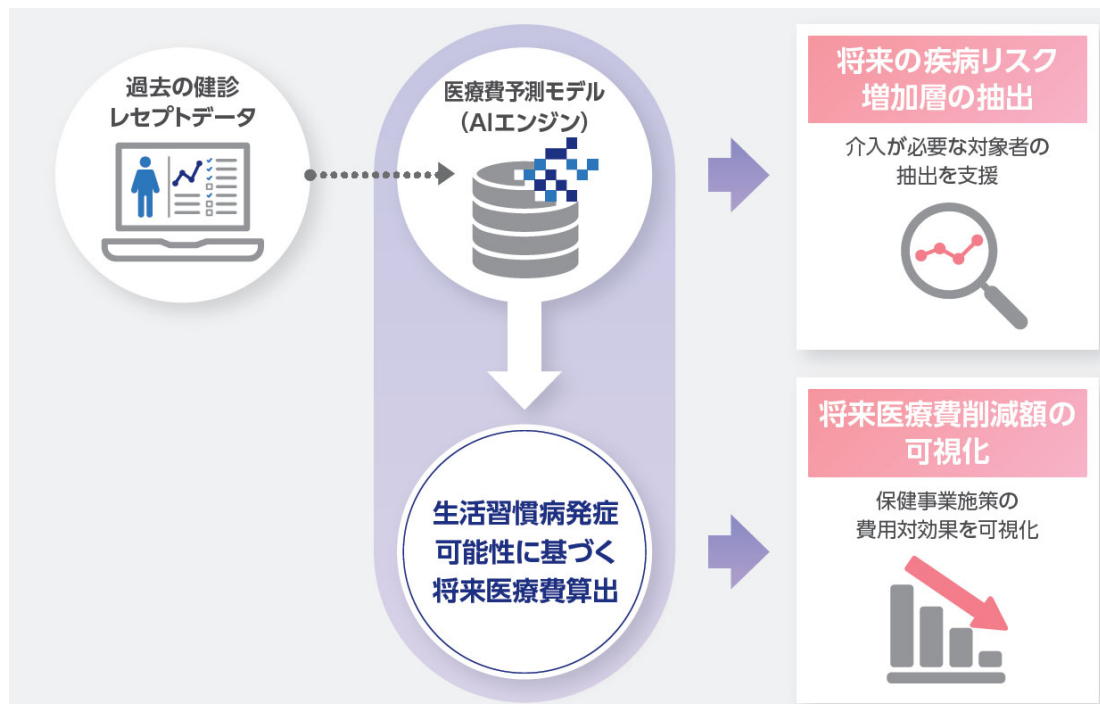 過去の健診
レセプトデータ
医療費予測モデル
(AIエンジン)
生活習慣病発症
可能性に基づく
将来医療費算出
将来の疾病リスク
増加層の抽出
介入が必要な対象者の
抽出を支援
将来医療費削減額の
可視化
保健事業施策の
費用対効果を可視化